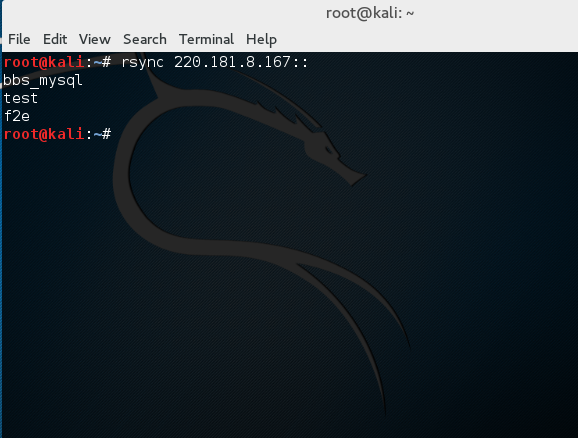 root@kali: ~
File Edit View Search Terminal Help
root@kali:~# rsync 220.181.8.167::
bbs_mysql
test
f2e
root@kali:~#